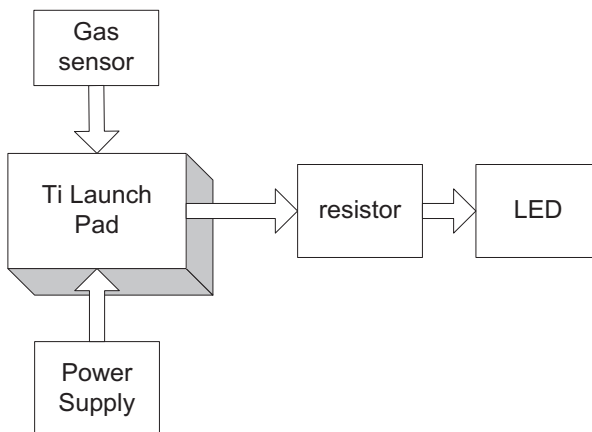 Gas
sensor
Ti Launch
Pad
resistor
LED
Power
Supply